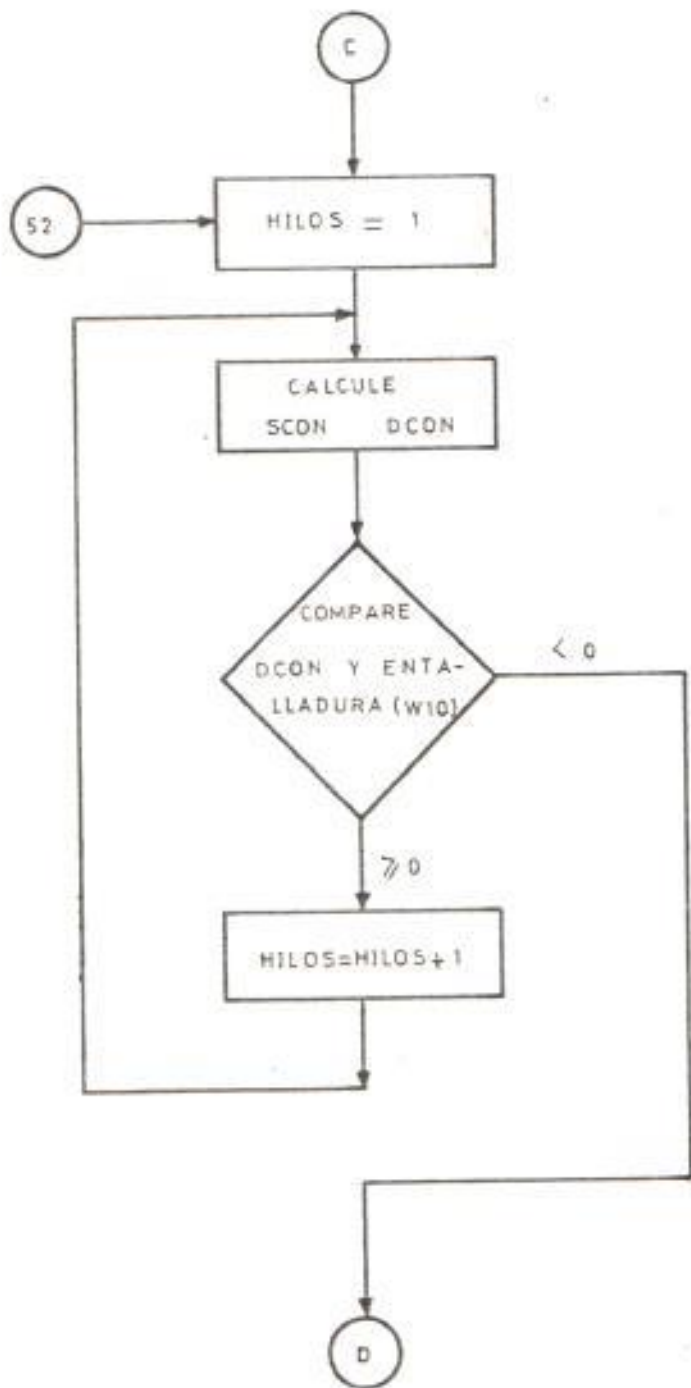 C
52
HILOS = 1
CALCULE
SCON DCON
COMPARE
DCON Y ENTA-
LLADURA (W10)
< 0
⩾ 0
HILOS=HILOS+1
D